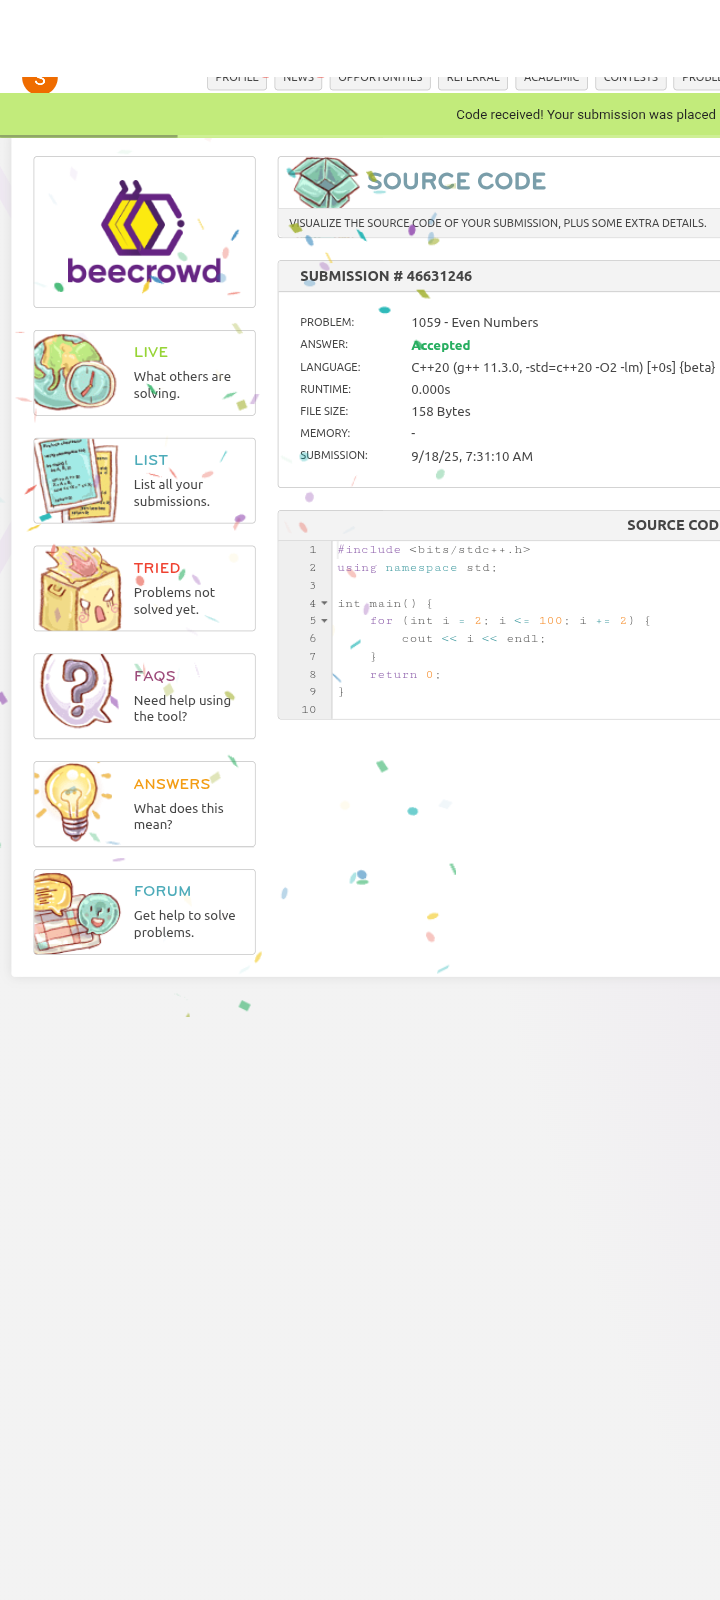 S
PROFILE
NEWS
OPPORTUNITIES
REFERRAL
ACADEMIC
CONTESTS
Code received! Your submission was placed
beecrowd
LIVE
What others are
solving.
LIST
List all your
submissions.
TRIED
Problems not
solved yet.
FAQS
Need help using
the tool?
ANSWERS
What does this
mean?
FORUM
Get help to solve
problems.
SOURCE CODE
VISUALIZE THE SOURCE CODE OF YOUR SUBMISSION, PLUS SOME EXTRA DETAILS.
SUBMISSION # 46631246
PROBLEM: 1059 - Even Numbers
ANSWER: Accepted
LANGUAGE: C++20 (g++ 11.3.0, -std=c++20 -O2 -lm) [+0s] {beta}
RUNTIME: 0.000s
FILE SIZE: 158 Bytes
MEMORY: -
SUBMISSION: 9/18/25, 7:31:10 AM
SOURCE COD
1 #include <bits/stdc++.h>
2 using namespace std;
3
4 int main() {
5 for (int i = 2; i <= 100; i += 2) {
6 cout << i << endl;
7 }
8 return 0;
9 }
10